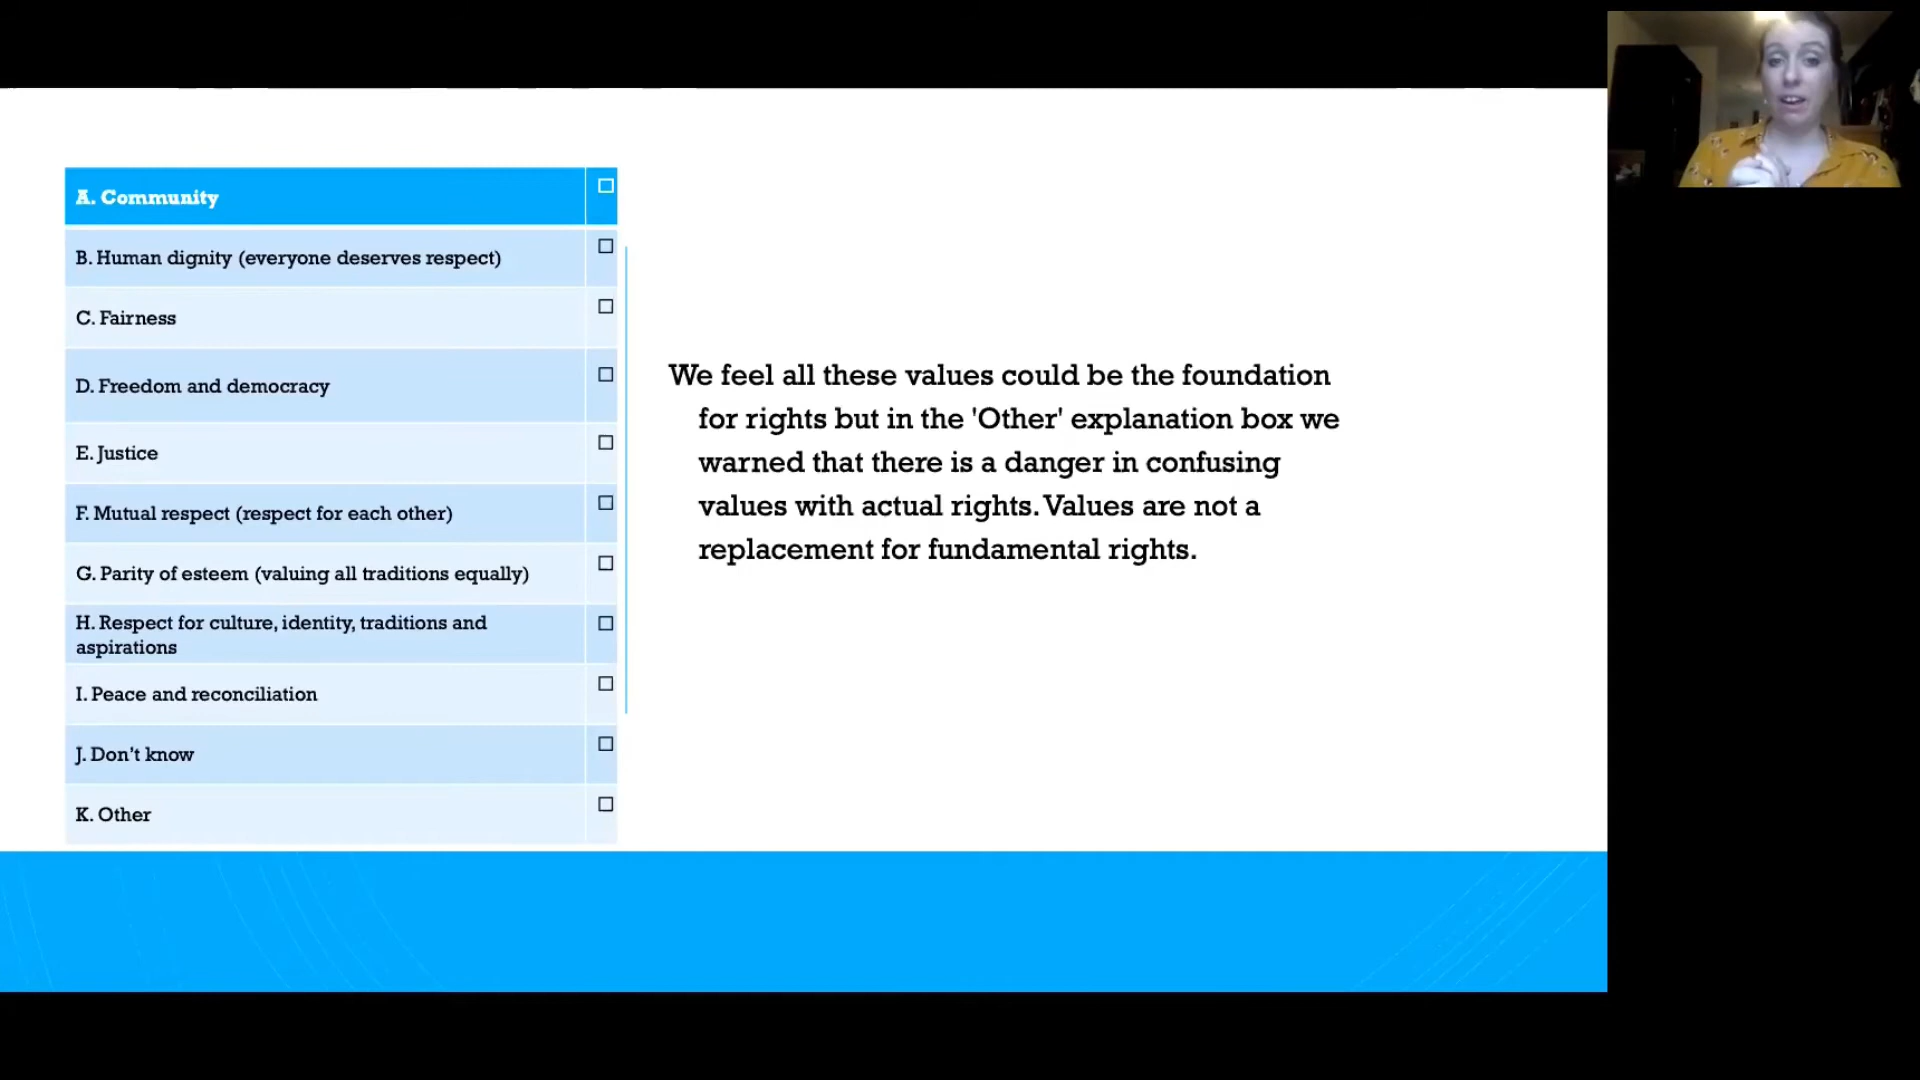 A. Community
B. Human dignity (everyone deserves respect)
C. Fairness
D. Freedom and democracy
E. Justice
F. Mutual respect (respect for each other)
G. Parity of esteem (valuing all traditions equally)
H. Respect for culture, identity, traditions and
aspirations
I. Peace and reconciliation
J. Don’t know
K. Other
We feel all these values could be the foundation
for rights but in the 'Other' explanation box we
warned that there is a danger in confusing
values with actual rights. Values are not a
replacement for fundamental rights.